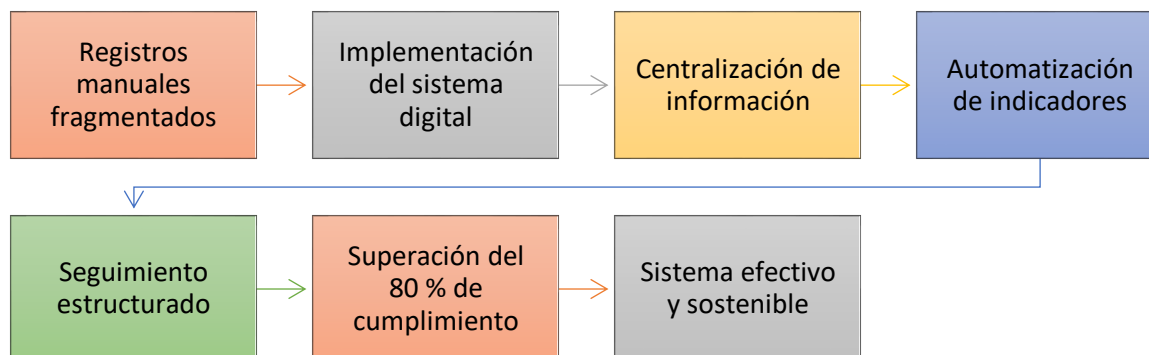 Registros
manuales
fragmentados
Implementación
del sistema
digital
Centralización de
información
Automatización
de indicadores
Seguimiento
estructurado
Superación del
80 % de
cumplimiento
Sistema efectivo
y sostenible